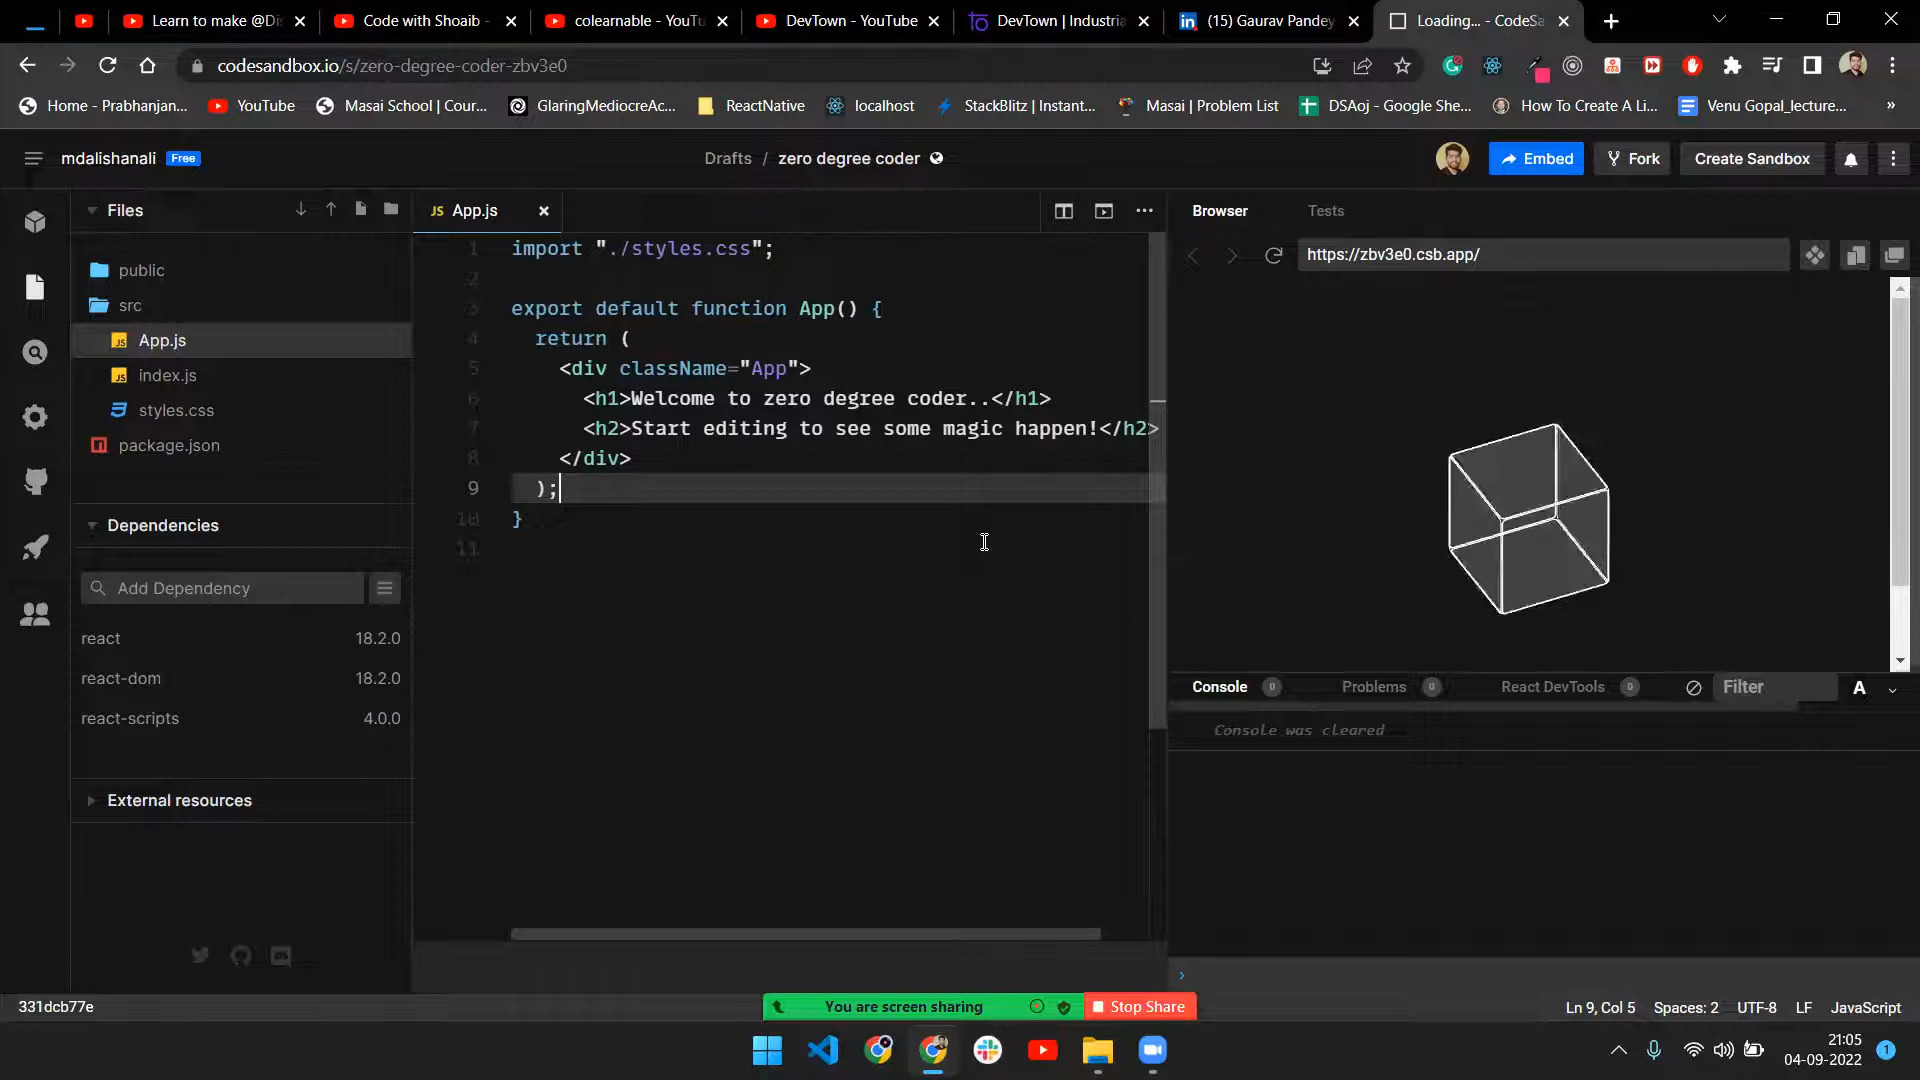 Learn to make @Dis
Code with Shoaib -
colearnable - YouTu
DevTown - YouTube
DevTown | Industria
(15) Gaurav Pandey
Loading... - CodeSa
codesandbox.io/s/zero-degree-coder-zbv3e0
Home - Prabhanjan...
YouTube
Masai School | Cour...
GlaringMediocreAc...
ReactNative
localhost
StackBlitz | Instant...
Masai | Problem List
DSAoj - Google She...
How To Create A Li...
Venu Gopal_lecture...
»
mdalishanali
Free
Drafts / zero degree coder
Embed
Fork
Create Sandbox
Files
public
src
JS App.js
JS index.js
styles.css
package.json
Dependencies
Add Dependency
react 18.2.0
react-dom 18.2.0
react-scripts 4.0.0
External resources
JS App.js
1 import "./styles.css";
2
3 export default function App() {
4 return (
5 <div className="App">
6 <h1>Welcome to zero degree coder..</h1>
7 <h2>Start editing to see some magic happen!</h2>
8 </div>
9 );
10 }
11
Browser
Tests
https://zbv3e0.csb.app/
Console 0
Problems 0
React DevTools 0
Filter
A
Console was cleared
331dcb77e
You are screen sharing
Stop Share
Ln 9, Col 5
Spaces: 2
UTF-8
LF
JavaScript
21:05
04-09-2022
1